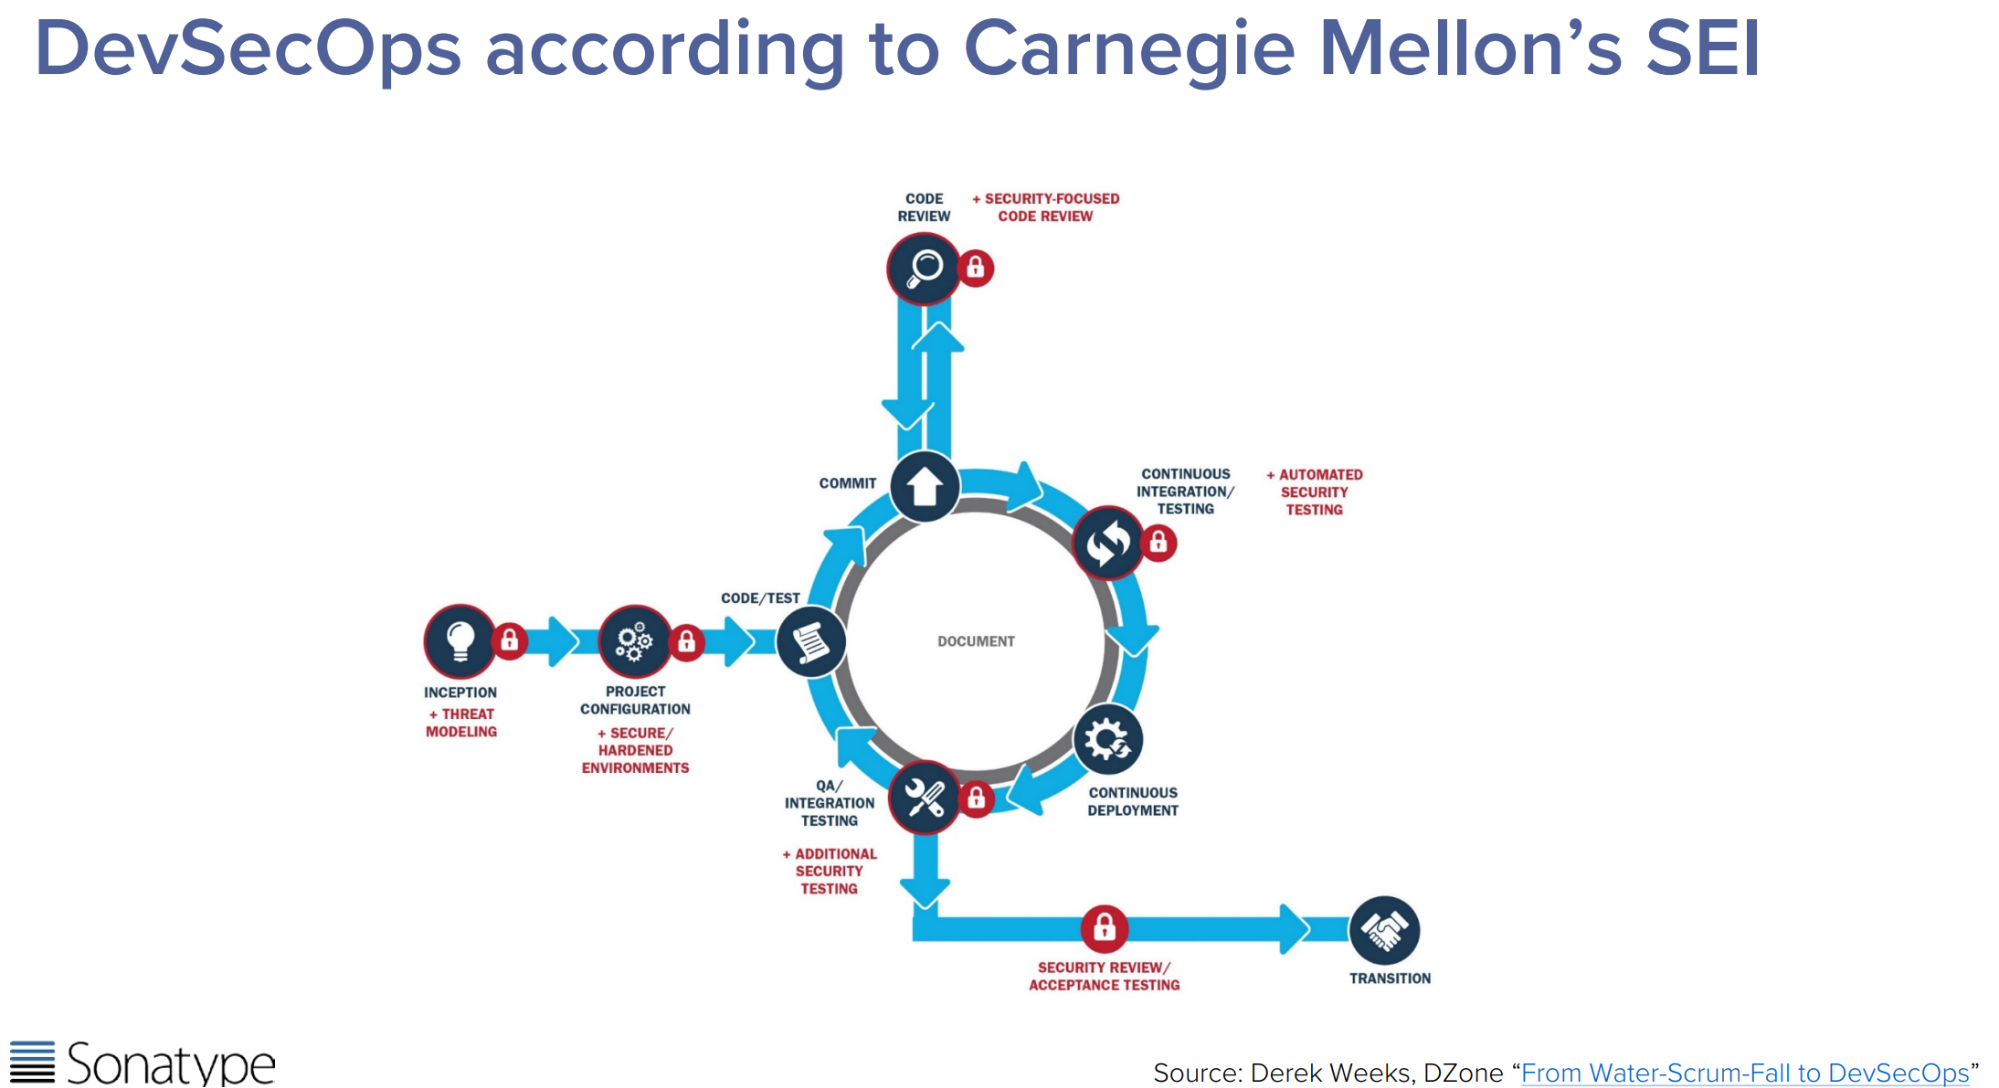 DevSecOps according to Carnegie Mellon’s SEI
CODE
REVIEW
+ SECURITY-FOCUSED
CODE REVIEW
COMMIT
CONTINUOUS
INTEGRATION/
TESTING
+ AUTOMATED
SECURITY
TESTING
CODE/TEST
DOCUMENT
INCEPTION
+ THREAT
MODELING
PROJECT
CONFIGURATION
+ SECURE/
HARDENED
ENVIRONMENTS
QA/
INTEGRATION
TESTING
+ ADDITIONAL
SECURITY
TESTING
CONTINUOUS
DEPLOYMENT
SECURITY REVIEW/
ACCEPTANCE TESTING
TRANSITION
Sonatype
Source: Derek Weeks, DZone “From Water-Scrum-Fall to DevSecOps”